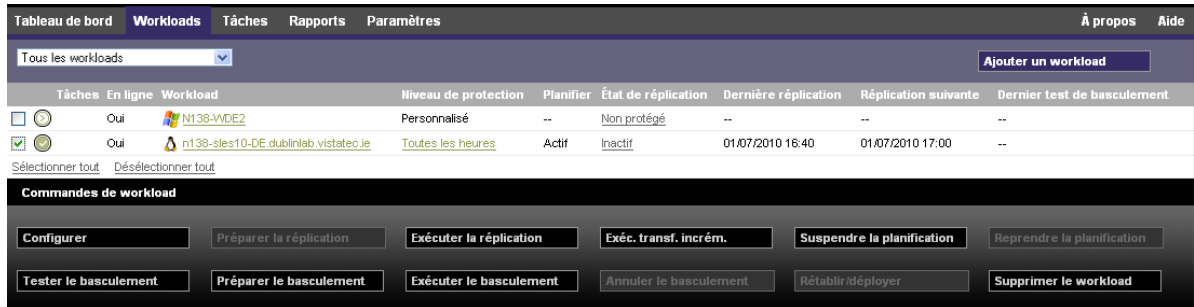 Tableau de bord Workloads Tâches Rapports Paramètres À propos Aide
Tous les workloads Ajouter un workload
Tâches En ligne Workload Niveau de protection Planifier État de réplication Dernière réplication Réplication suivante Dernier test de basculement
Oui N138-WDE2 Personnalisé -- Non protégé -- -- --
Oui n138-sles10-DE.dublinlab.vistatec.ie Toutes les heures Actif Inactif 01/07/2010 16:40 01/07/2010 17:00 --
Sélectionner tout Désélectionner tout
Commandes de workload
Configurer Préparer la réplication Exécuter la réplication Exéc. transf. incrém. Suspendre la planification Reprendre la planification
Tester le basculement Préparer le basculement Exécuter le basculement Annuler le basculement Rétablir/déployer Supprimer le workload